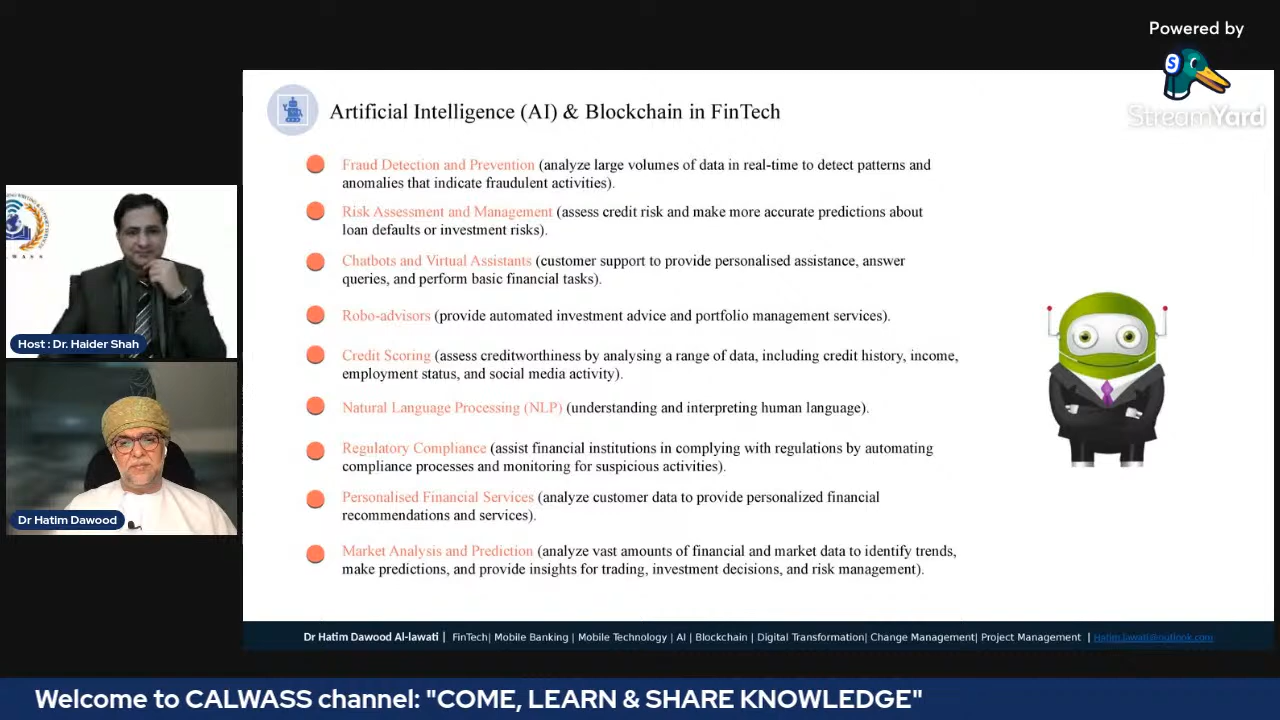 Powered by
S
StreamYard
Artificial Intelligence (AI) & Blockchain in FinTech
Fraud Detection and Prevention (analyze large volumes of data in real-time to detect patterns and
anomalies that indicate fraudulent activities).
Risk Assessment and Management (assess credit risk and make more accurate predictions about
loan defaults or investment risks).
Chatbots and Virtual Assistants (customer support to provide personalised assistance, answer
queries, and perform basic financial tasks).
Robo-advisors (provide automated investment advice and portfolio management services).
Credit Scoring (assess creditworthiness by analysing a range of data, including credit history, income,
employment status, and social media activity).
Natural Language Processing (NLP) (understanding and interpreting human language).
Regulatory Compliance (assist financial institutions in complying with regulations by automating
compliance processes and monitoring for suspicious activities).
Personalised Financial Services (analyze customer data to provide personalized financial
recommendations and services).
Market Analysis and Prediction (analyze vast amounts of financial and market data to identify trends,
make predictions, and provide insights for trading, investment decisions, and risk management).
Host : Dr. Haider Shah
Dr Hatim Dawood
Dr Hatim Dawood Al-lawati | FinTech| Mobile Banking | Mobile Technology | AI | Blockchain | Digital Transformation| Change Management| Project Management | Hatim.lawati@outlook.com
Welcome to CALWASS channel: "COME, LEARN & SHARE KNOWLEDGE"